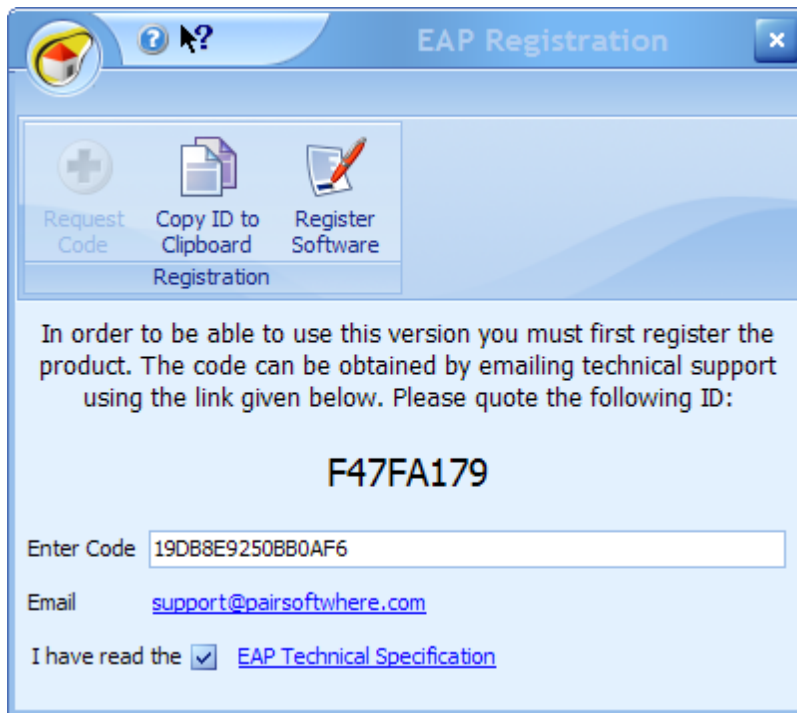 EAP Registration
Request Code
Copy ID to Clipboard
Register Software
Registration
In order to be able to use this version you must first register the
product. The code can be obtained by emailing technical support
using the link given below. Please quote the following ID:
F47FA179
Enter Code 19DB8E9250BB0AF6
Email support@pairsoftwhere.com
I have read the EAP Technical Specification